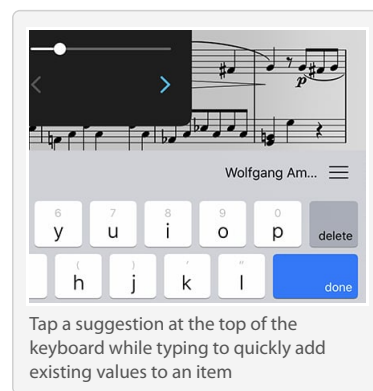 p
Wolfgang Am...
6 7 8 9 0
y u i o p delete
( ) ' "
h j k l done
Tap a suggestion at the top of the
keyboard while typing to quickly add
existing values to an item